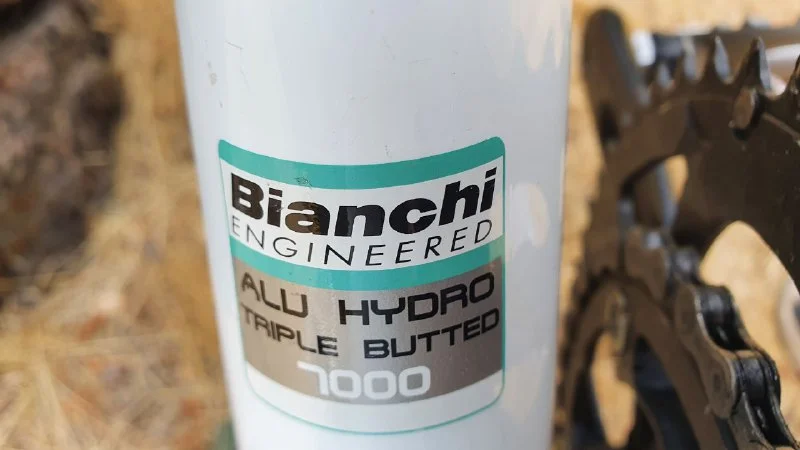 Bianchi
ENGINEERED
ALU HYDRO
TRIPLE BUTTED
7000